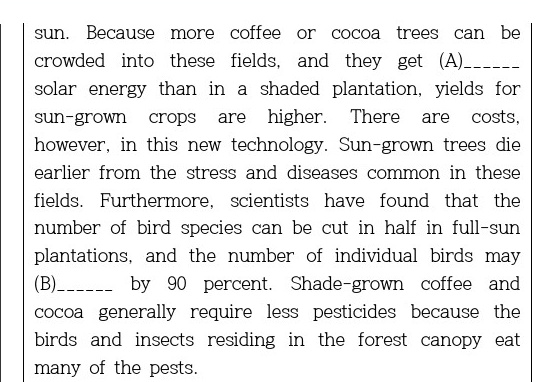 sun. Because more coffee or cocoa trees can be
crowded into these fields, and they get (A)______
solar energy than in a shaded plantation, yields for
sun-grown crops are higher. There are costs,
however, in this new technology. Sun-grown trees die
earlier from the stress and diseases common in these
fields. Furthermore, scientists have found that the
number of bird species can be cut in half in full-sun
plantations, and the number of individual birds may
(B)______ by 90 percent. Shade-grown coffee and
cocoa generally require less pesticides because the
birds and insects residing in the forest canopy eat
many of the pests.